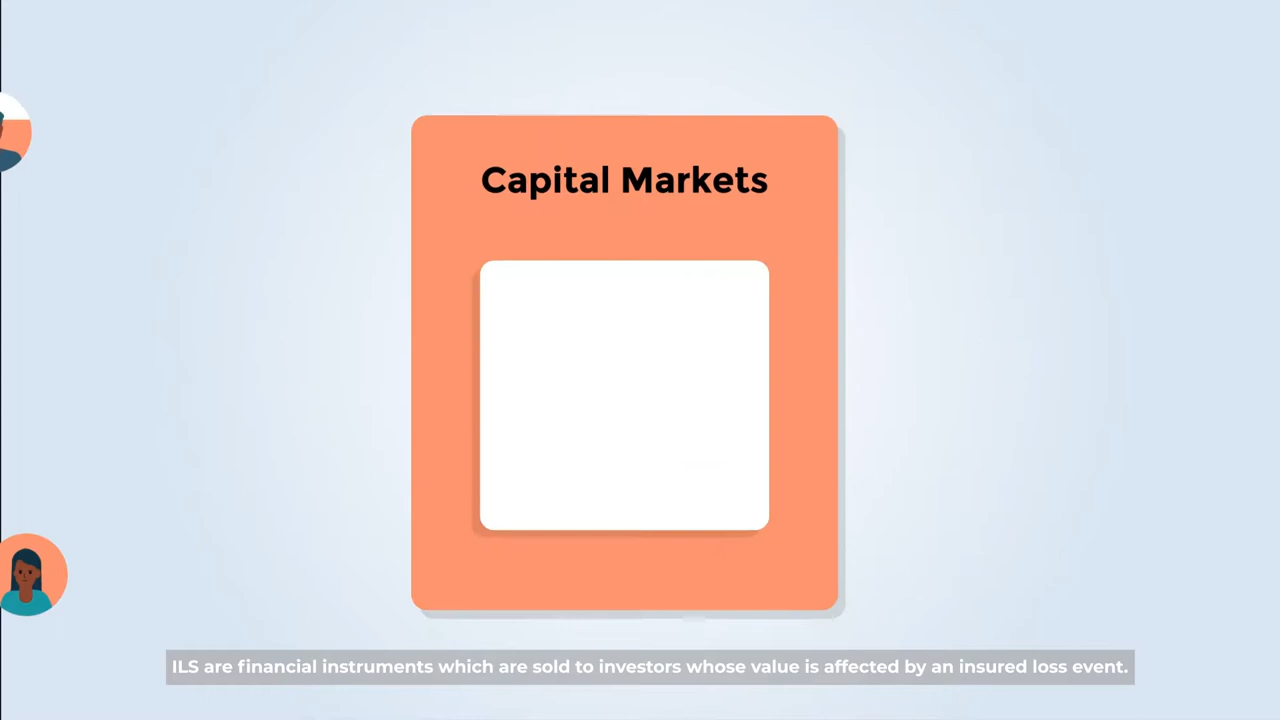 Capital Markets
ILS are financial instruments which are sold to investors whose value is affected by an insured loss event.